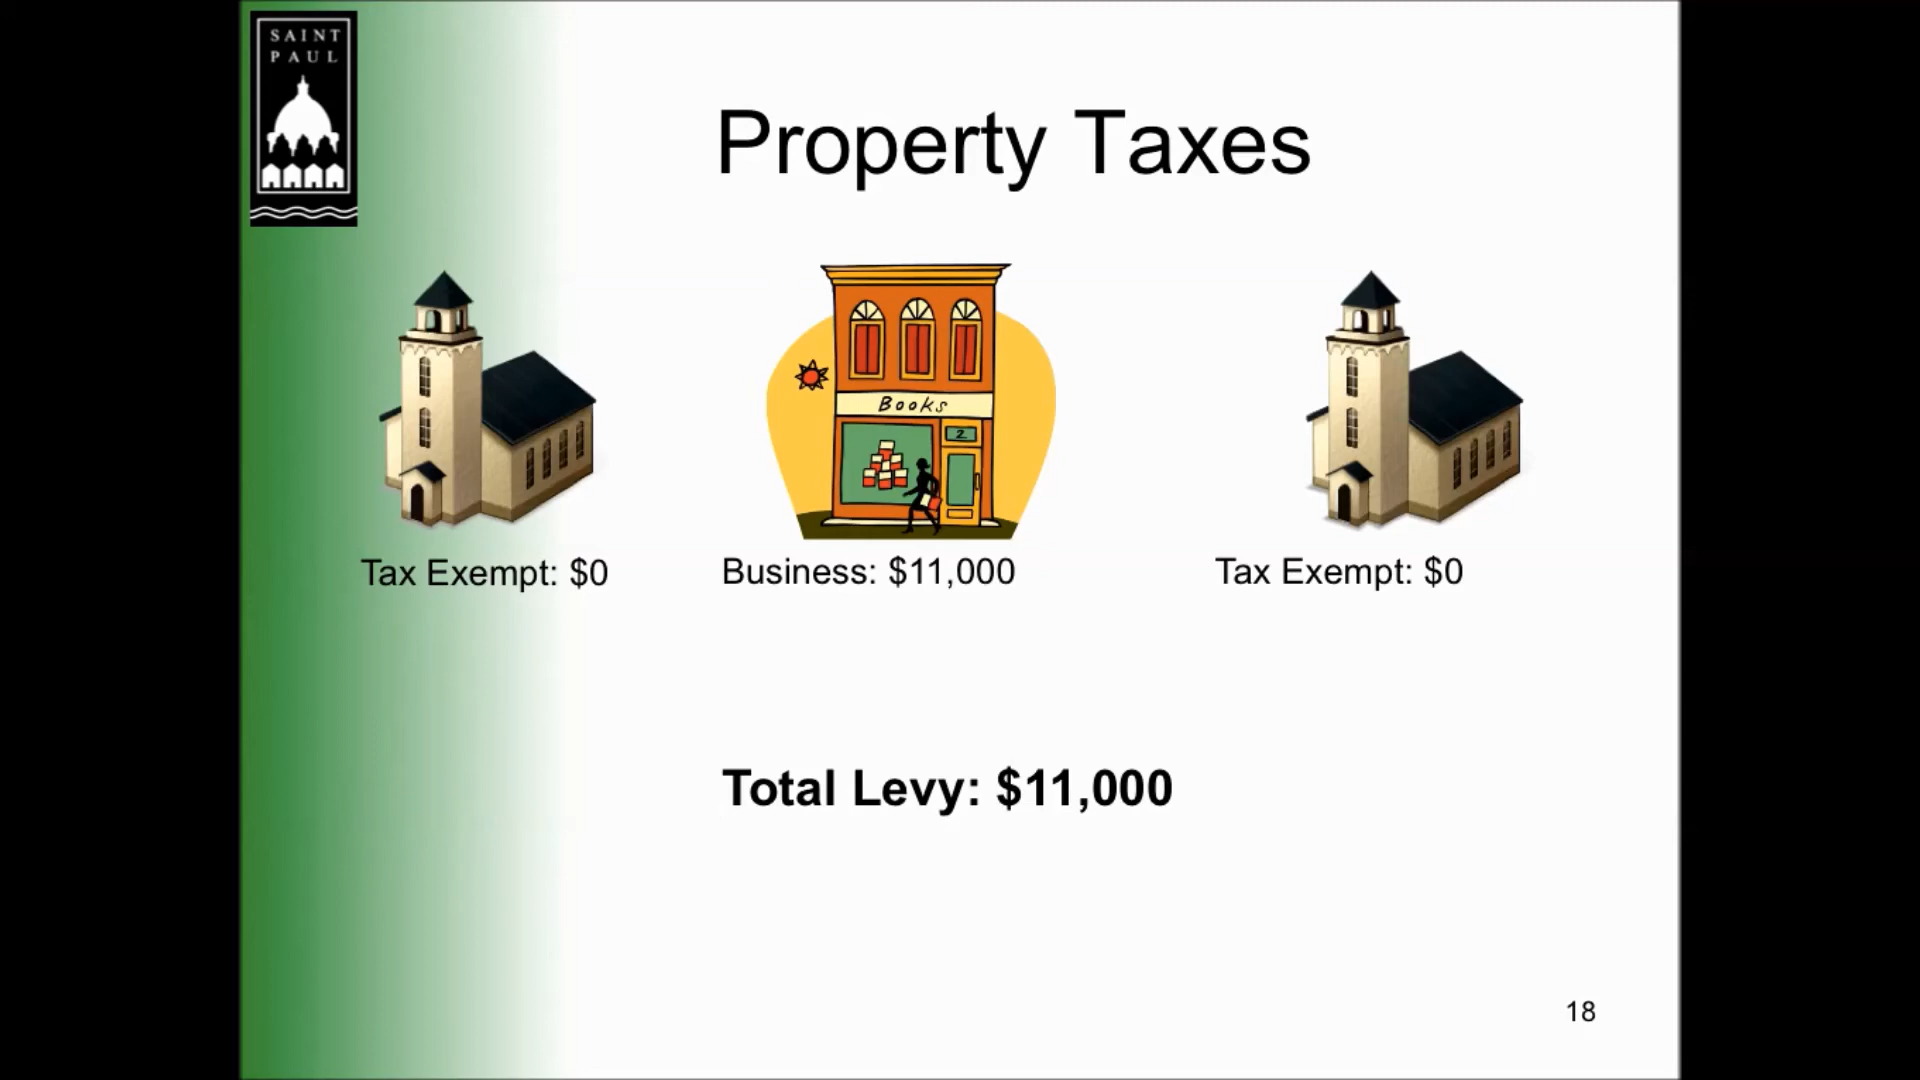 SAINT
PAUL
Property Taxes
Books
2
Tax Exempt: $0
Business: $11,000
Tax Exempt: $0
Total Levy: $11,000
18